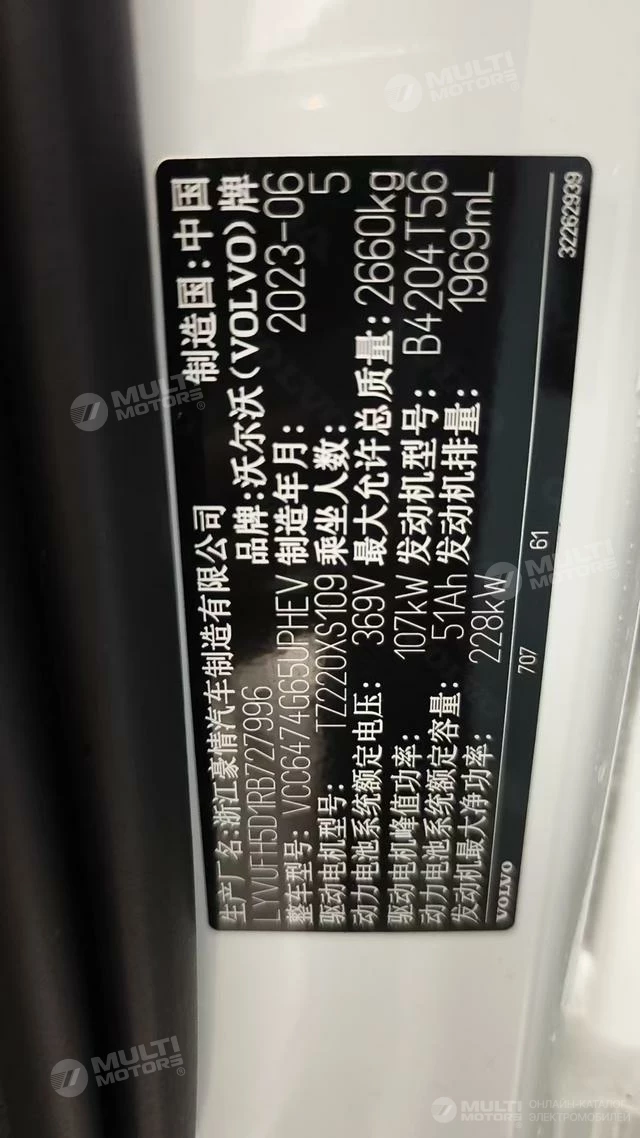 生产厂名:浙江豪情汽车制造有限公司 制造国:中国
LYVUFH5D1RB727996 品牌:沃尔沃(VOLVO)牌
整车型号: VCC6474G65UPHEV 制造年月: 2023-06
驱动电机型号: TZ220XS109 乘坐人数: 5
动力电池系统额定电压: 369V 最大允许总质量: 2660kg
驱动电机峰值功率: 107kW 发动机型号: B4204T56
动力电池系统额定容量: 51Ah 发动机排量: 1969mL
发动机最大净功率: 228kW
VOLVO 707 61 32262939
MULTI MOTORS®
MULTI MOTORS®
MULTI MOTORS®
MULTI MOTORS®
MULTI MOTORS ОНЛАЙН-КАТАЛОГ ЭЛЕКТРОМОБИЛЕЙ